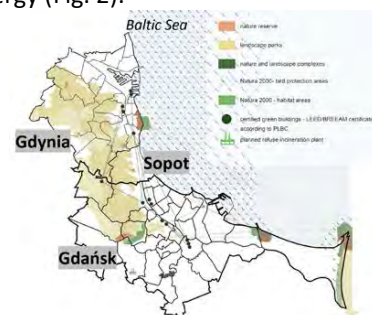 ergy (Fig. 2).
Baltic Sea
nature reserve
landscape parks
nature and landscape complexes
Natura 2000- bird protection areas
Natura 2000 - habitat areas
certified green buildings - LEED/BREEAM certificate
according to PLBC
planned refuse incineration plant
Gdynia
Sopot
Gdańsk